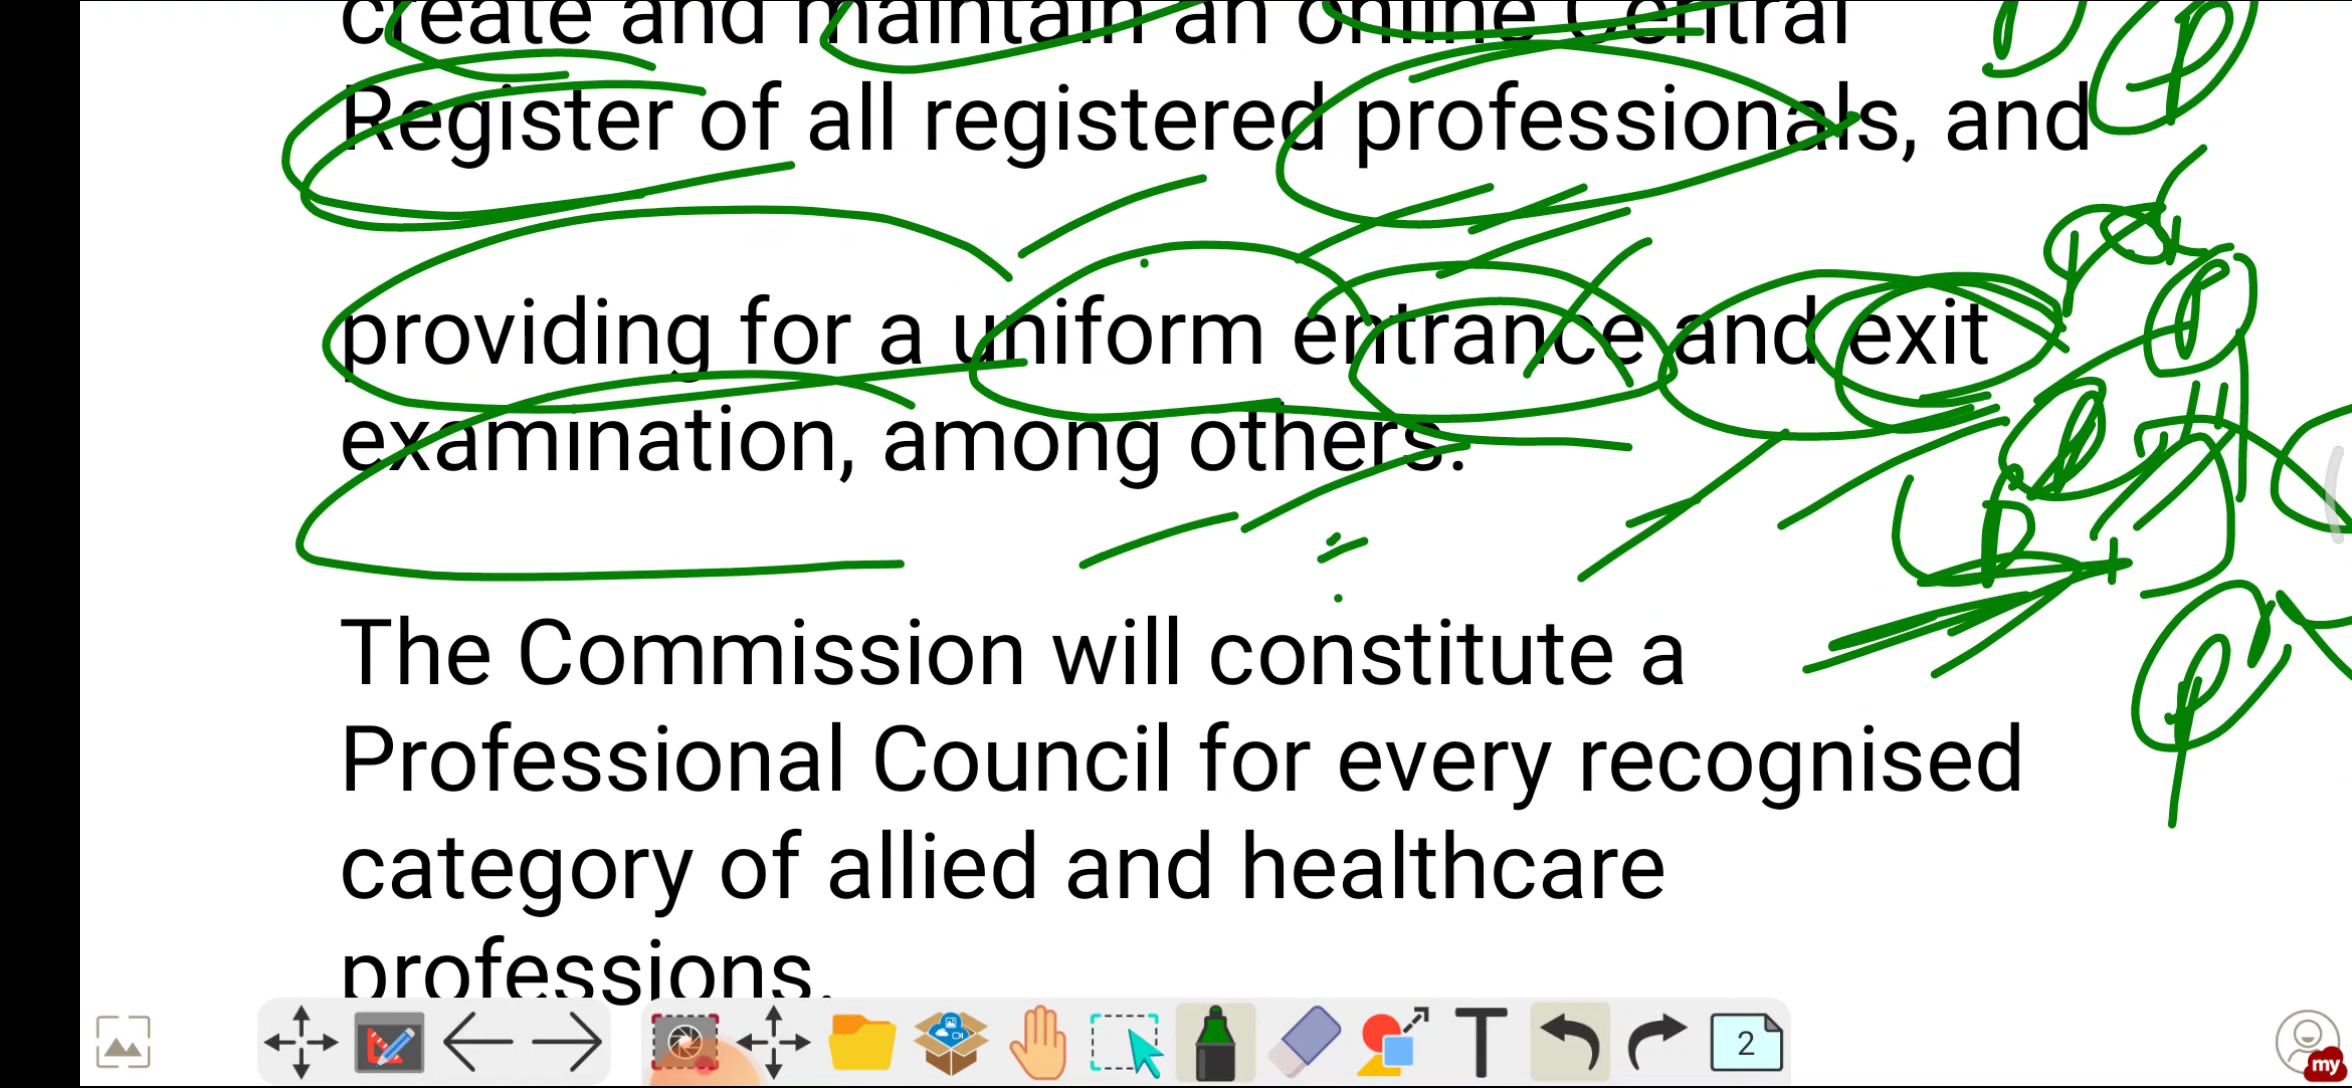 create and maintain an online Central
Register of all registered professionals, and
providing for a uniform entrance and exit
examination, among others.
The Commission will constitute a
Professional Council for every recognised
category of allied and healthcare
professions.
T
2
my